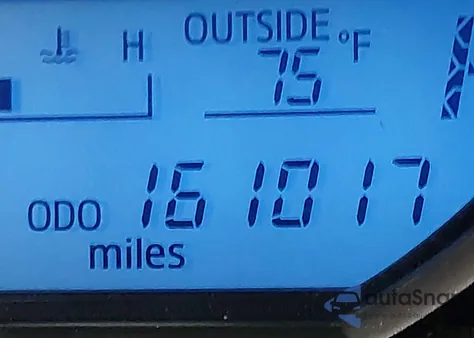 H OUTSIDE °F
75
ODO 161017
miles